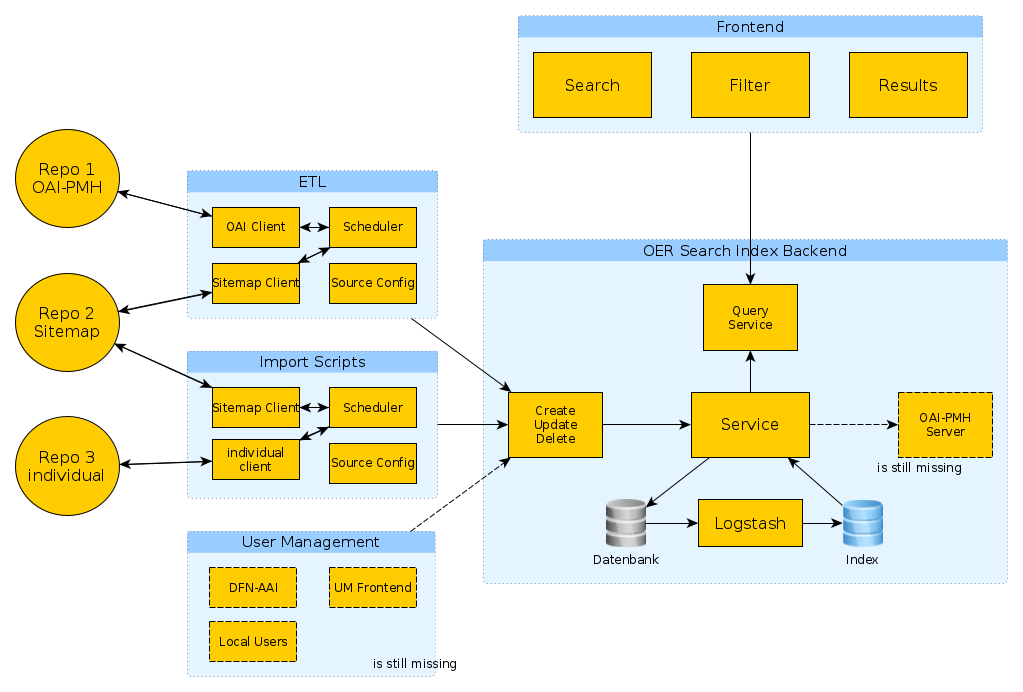 Frontend
Search
Filter
Results
Repo 1
OAI-PMH
Repo 2
Sitemap
Repo 3
individual
ETL
OAI Client
Scheduler
Sitemap Client
Source Config
Import Scripts
Sitemap Client
Scheduler
individual
client
Source Config
User Management
DFN-AAI
UM Frontend
Local Users
is still missing
OER Search Index Backend
Query
Service
Create
Update
Delete
Service
OAI-PMH
Server
is still missing
Logstash
Datenbank
Index